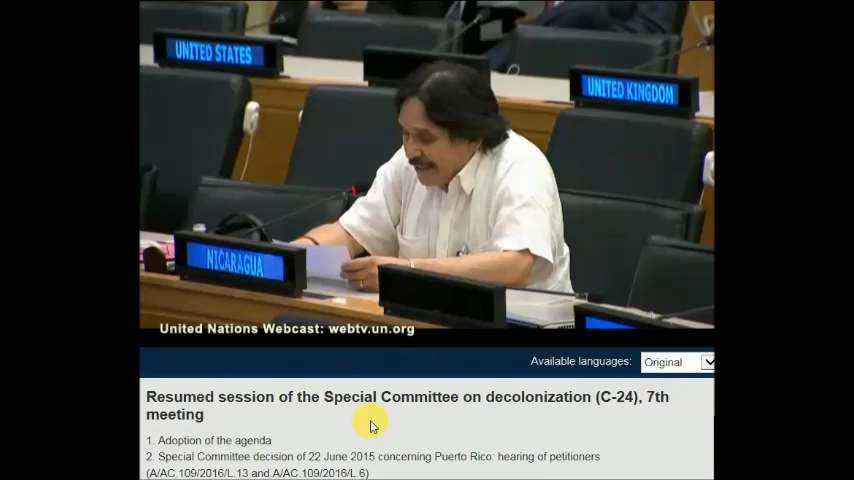 UNITED STATES
UNITED KINGDOM
NICARAGUA
United Nations Webcast: webtv.un.org
Available languages: Original
Resumed session of the Special Committee on decolonization (C-24), 7th
meeting
1. Adoption of the agenda
2. Special Committee decision of 22 June 2015 concerning Puerto Rico: hearing of petitioners
(A/AC.109/2016/L.13 and A/AC.109/2016/L.6)